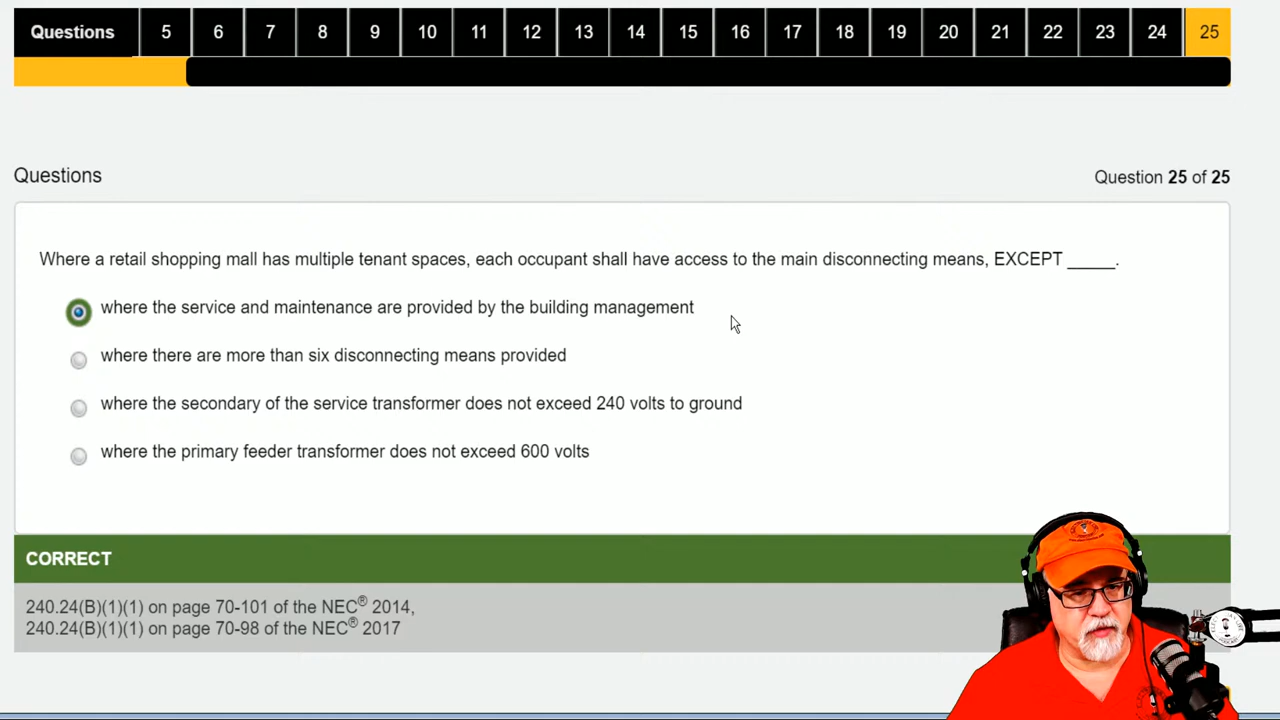 Questions 5 6 7 8 9 10 11 12 13 14 15 16 17 18 19 20 21 22 23 24 25
Questions
Question 25 of 25
Where a retail shopping mall has multiple tenant spaces, each occupant shall have access to the main disconnecting means, EXCEPT _____.
where the service and maintenance are provided by the building management
where there are more than six disconnecting means provided
where the secondary of the service transformer does not exceed 240 volts to ground
where the primary feeder transformer does not exceed 600 volts
CORRECT
240.24(B)(1)(1) on page 70-101 of the NEC® 2014,
240.24(B)(1)(1) on page 70-98 of the NEC® 2017